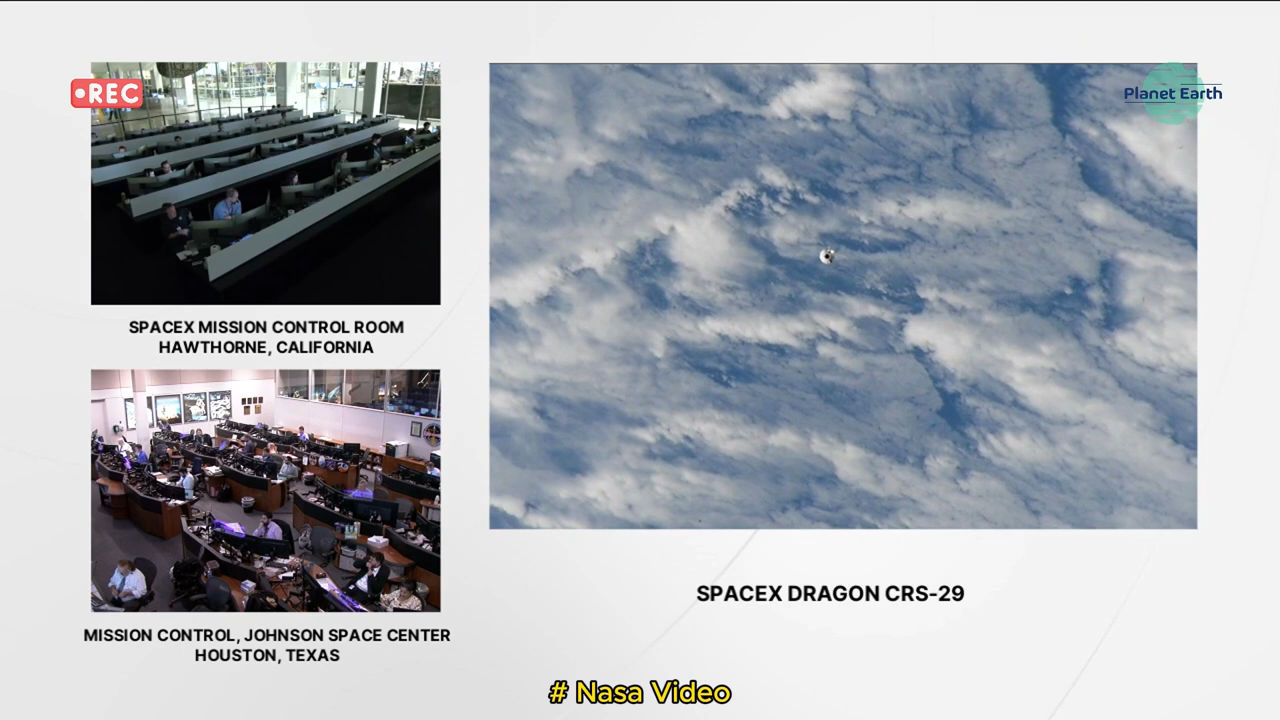 REC
Planet Earth
SPACEX MISSION CONTROL ROOM
HAWTHORNE, CALIFORNIA
MISSION CONTROL, JOHNSON SPACE CENTER
HOUSTON, TEXAS
SPACEX DRAGON CRS-29
# Nasa Video